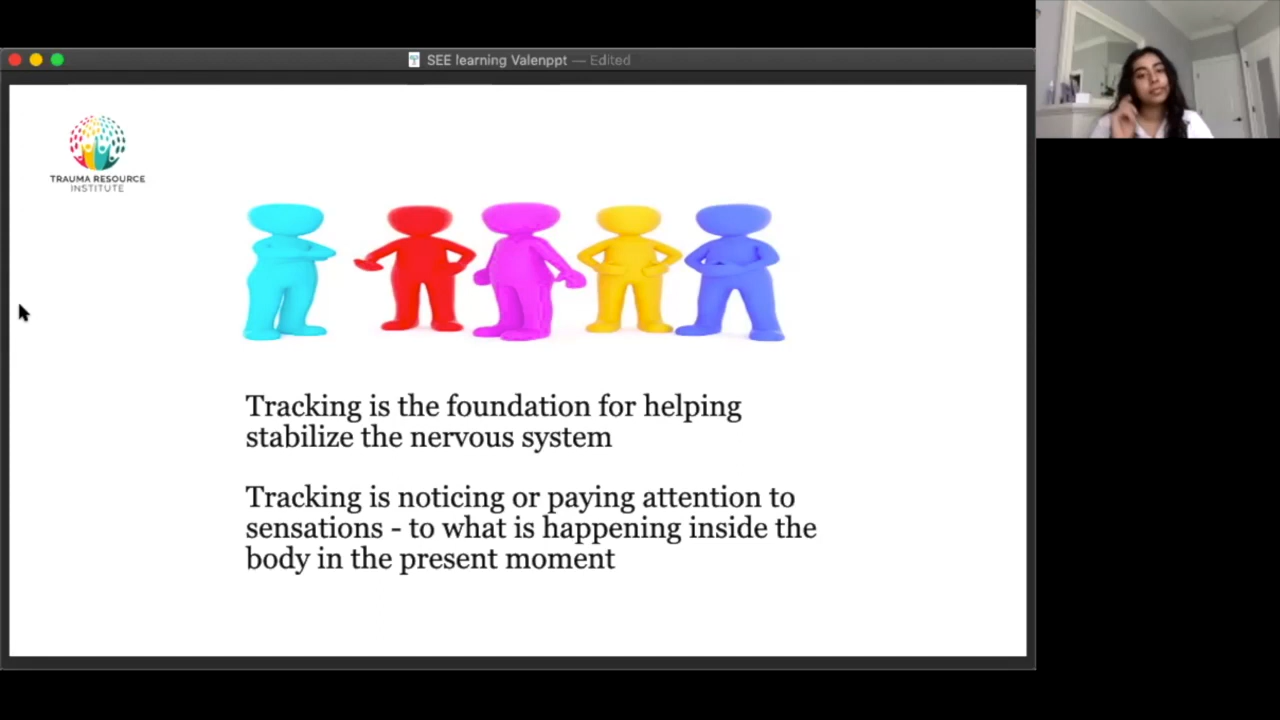 SEE learning Valenppt — Edited
TRAUMA RESOURCE
INSTITUTE
Tracking is the foundation for helping
stabilize the nervous system
Tracking is noticing or paying attention to
sensations - to what is happening inside the
body in the present moment